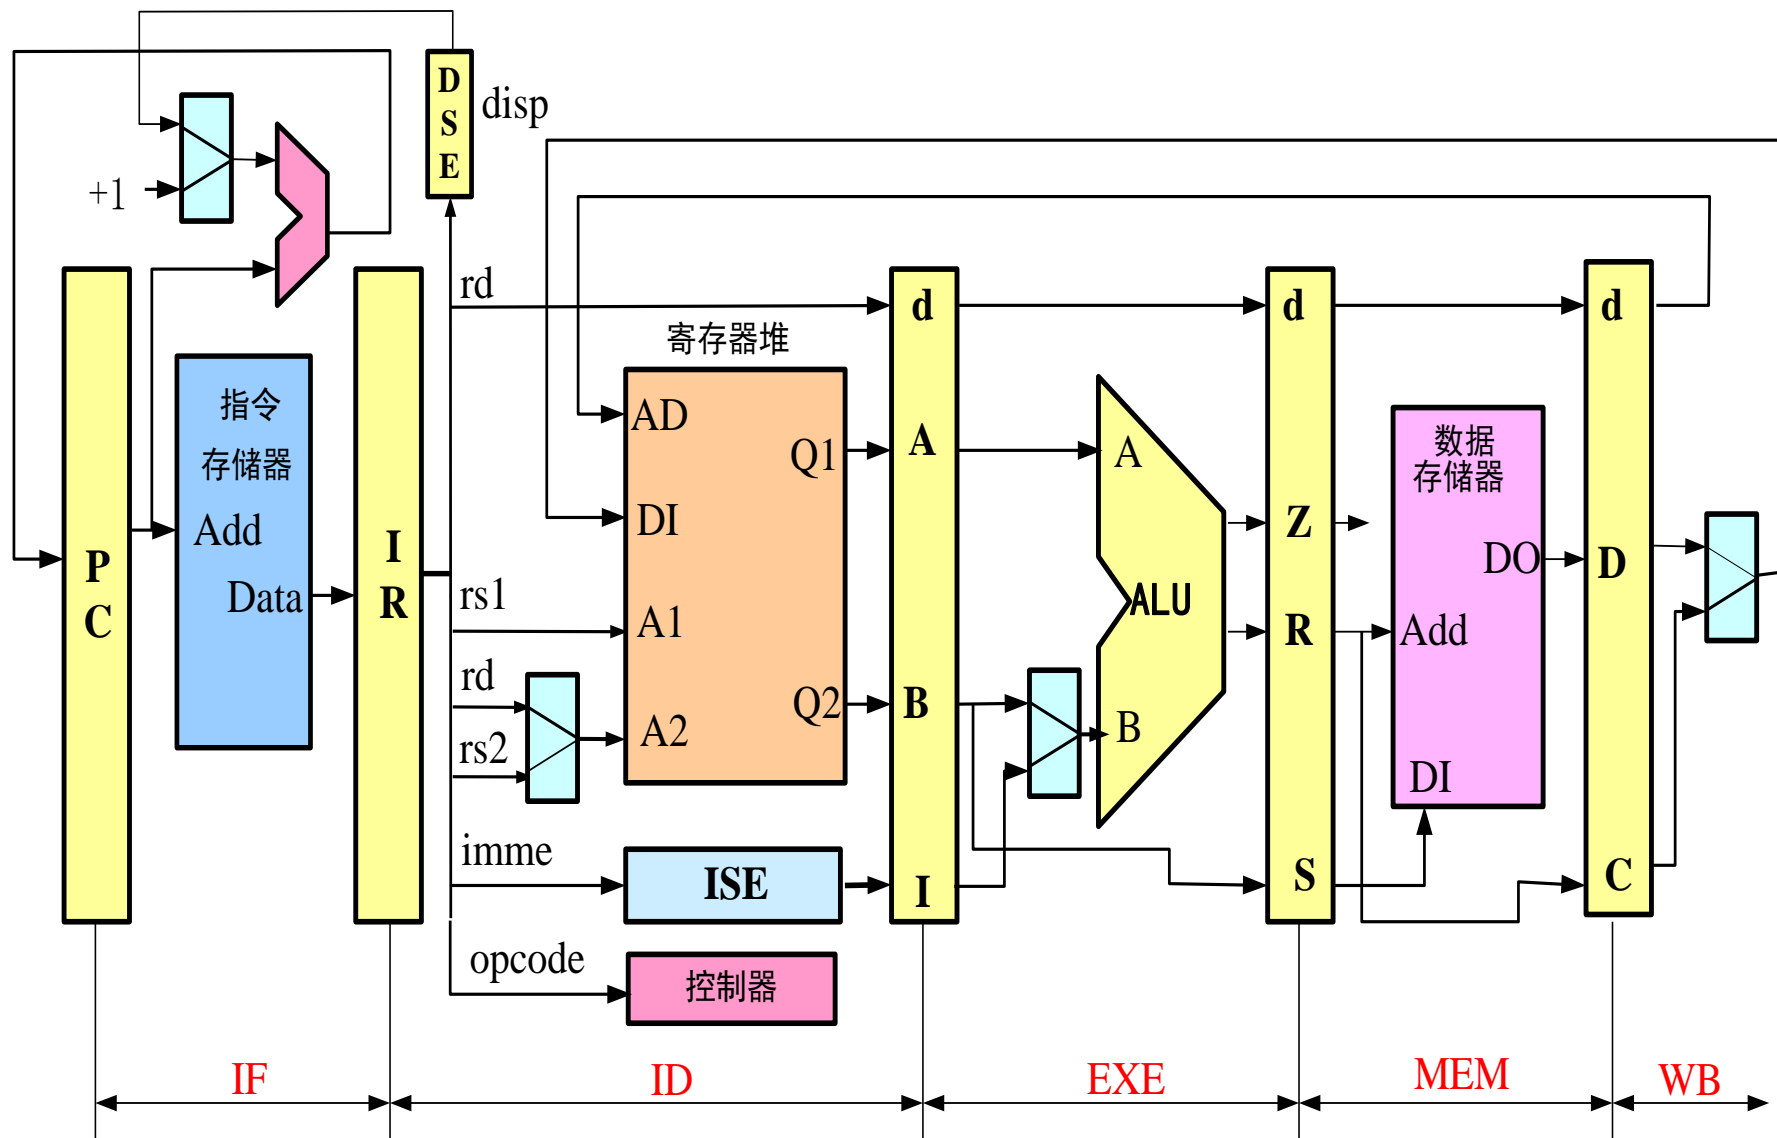 D
S
E
disp
+1
rd
d
d
d
寄存器堆
指令
存储器
Add
Data
P
C
I
R
AD
DI
A1
A2
Q1
Q2
rs1
rd
rs2
imme
ISE
opcode
控制器
A
B
I
A
B
ALU
Z
R
S
数据
存储器
DO
Add
DI
D
C
IF
ID
EXE
MEM
WB